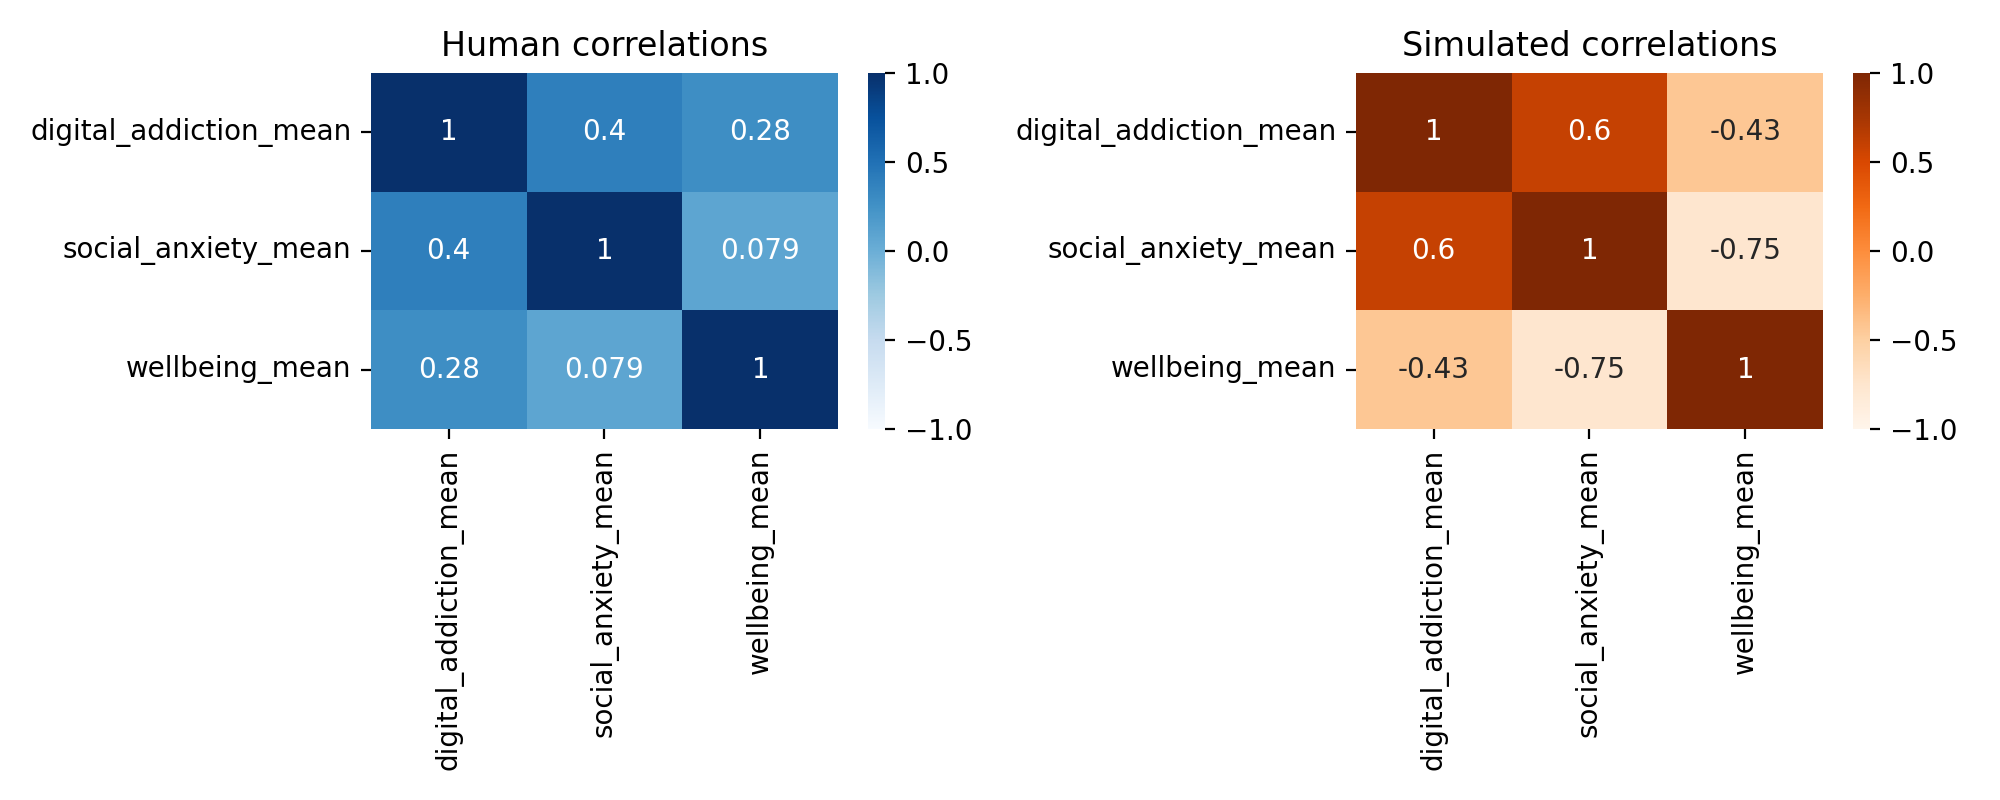 Human correlations
digital_addiction_mean
social_anxiety_mean
wellbeing_mean
1 0.4 0.28
0.4 1 0.079
0.28 0.079 1
1.0
0.5
0.0
−0.5
−1.0
digital_addiction_mean
social_anxiety_mean
wellbeing_mean
Simulated correlations
digital_addiction_mean
social_anxiety_mean
wellbeing_mean
1 0.6 -0.43
0.6 1 -0.75
-0.43 -0.75 1
1.0
0.5
0.0
−0.5
−1.0
digital_addiction_mean
social_anxiety_mean
wellbeing_mean